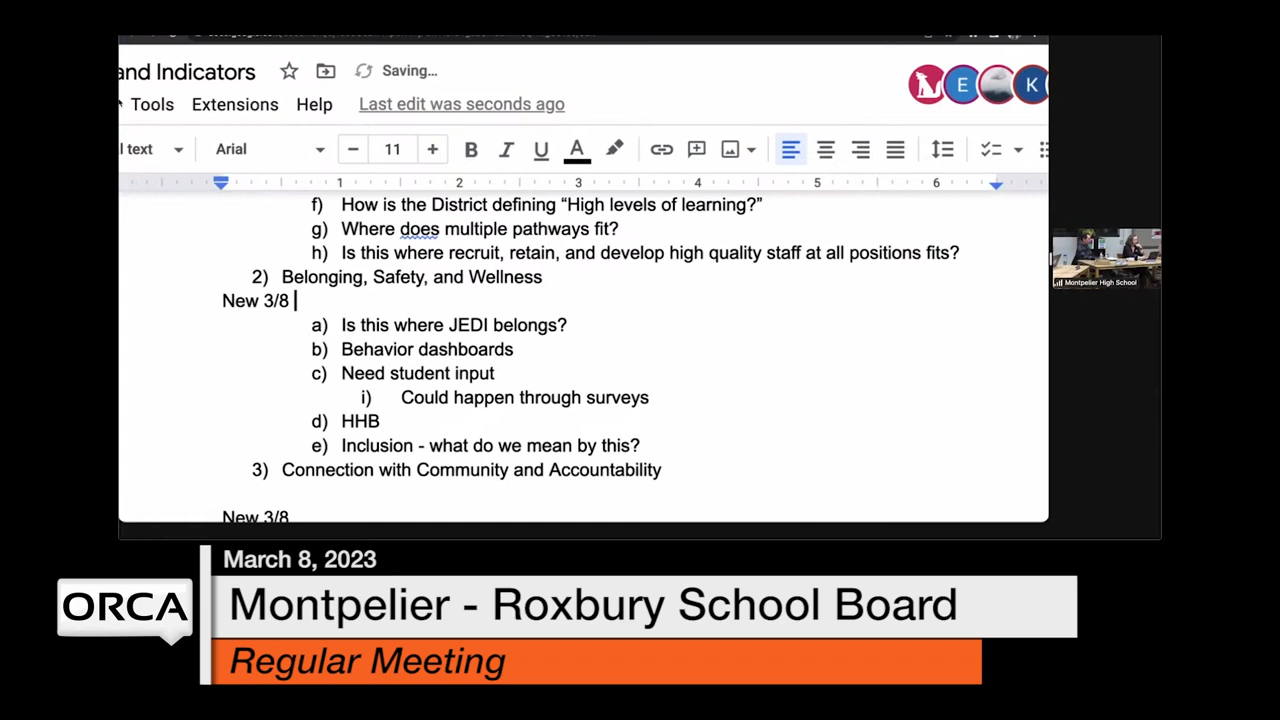 and Indicators
Saving...
Tools Extensions Help Last edit was seconds ago
E K
l text Arial 11 B I U A
1 2 3 4 5 6
f) How is the District defining “High levels of learning?”
g) Where does multiple pathways fit?
h) Is this where recruit, retain, and develop high quality staff at all positions fits?
2) Belonging, Safety, and Wellness
New 3/8
a) Is this where JEDI belongs?
b) Behavior dashboards
c) Need student input
i) Could happen through surveys
d) HHB
e) Inclusion - what do we mean by this?
3) Connection with Community and Accountability
New 3/8
Montpelier High School
March 8, 2023
ORCA
Montpelier - Roxbury School Board
Regular Meeting